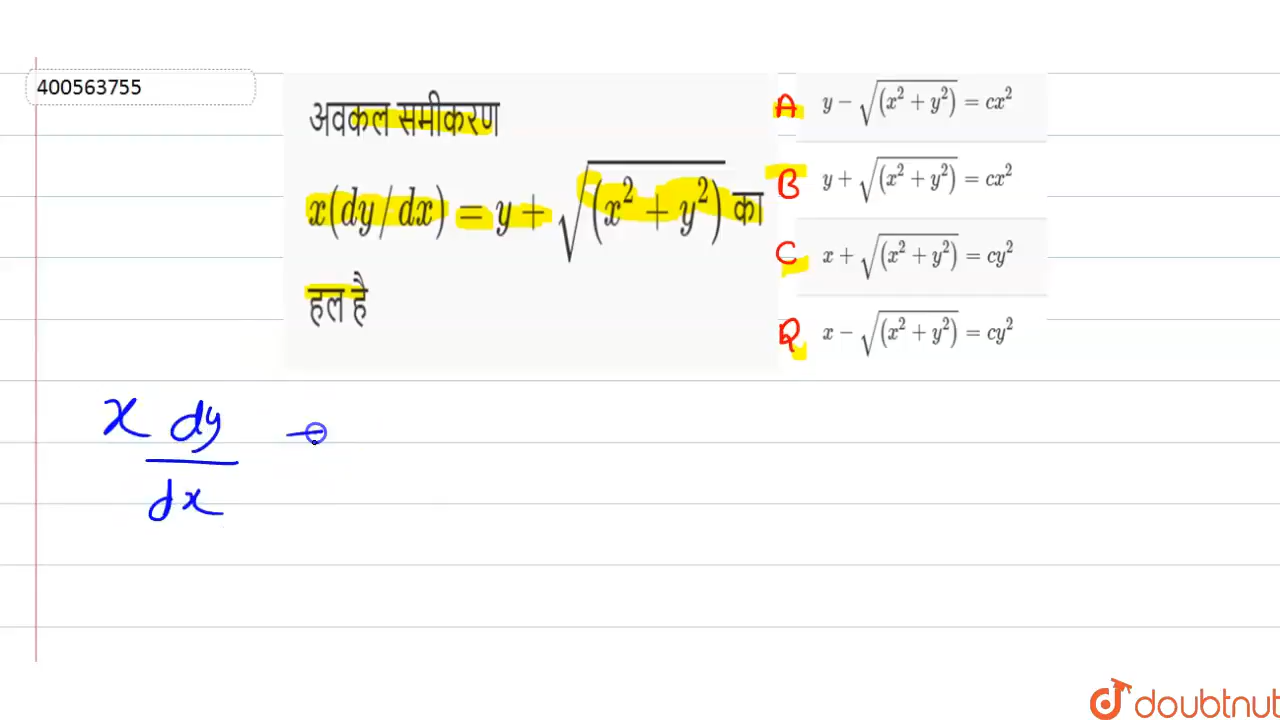 400563755
अवकल समीकरण
x(dy/dx) = y + √(x² + y²) का
हल है
A y − √(x² + y²) = cx²
B y + √(x² + y²) = cx²
C x + √(x² + y²) = cy²
D x − √(x² + y²) = cy²
x dy/dx =
doubtnut